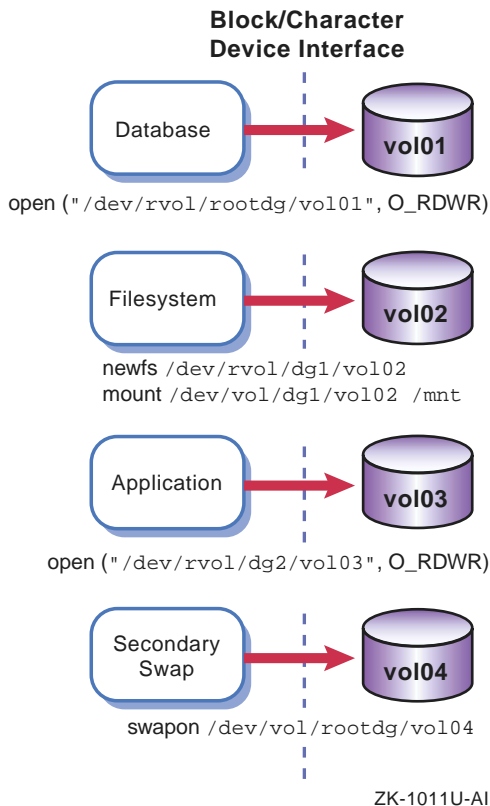 Block/Character
Device Interface
Database
vol01
open ("/dev/rvol/rootdg/vol01", O_RDWR)
Filesystem
vol02
newfs /dev/rvol/dg1/vol02
mount /dev/vol/dg1/vol02 /mnt
Application
vol03
open ("/dev/rvol/dg2/vol03", O_RDWR)
Secondary
Swap
vol04
swapon /dev/vol/rootdg/vol04
ZK-1011U-AI